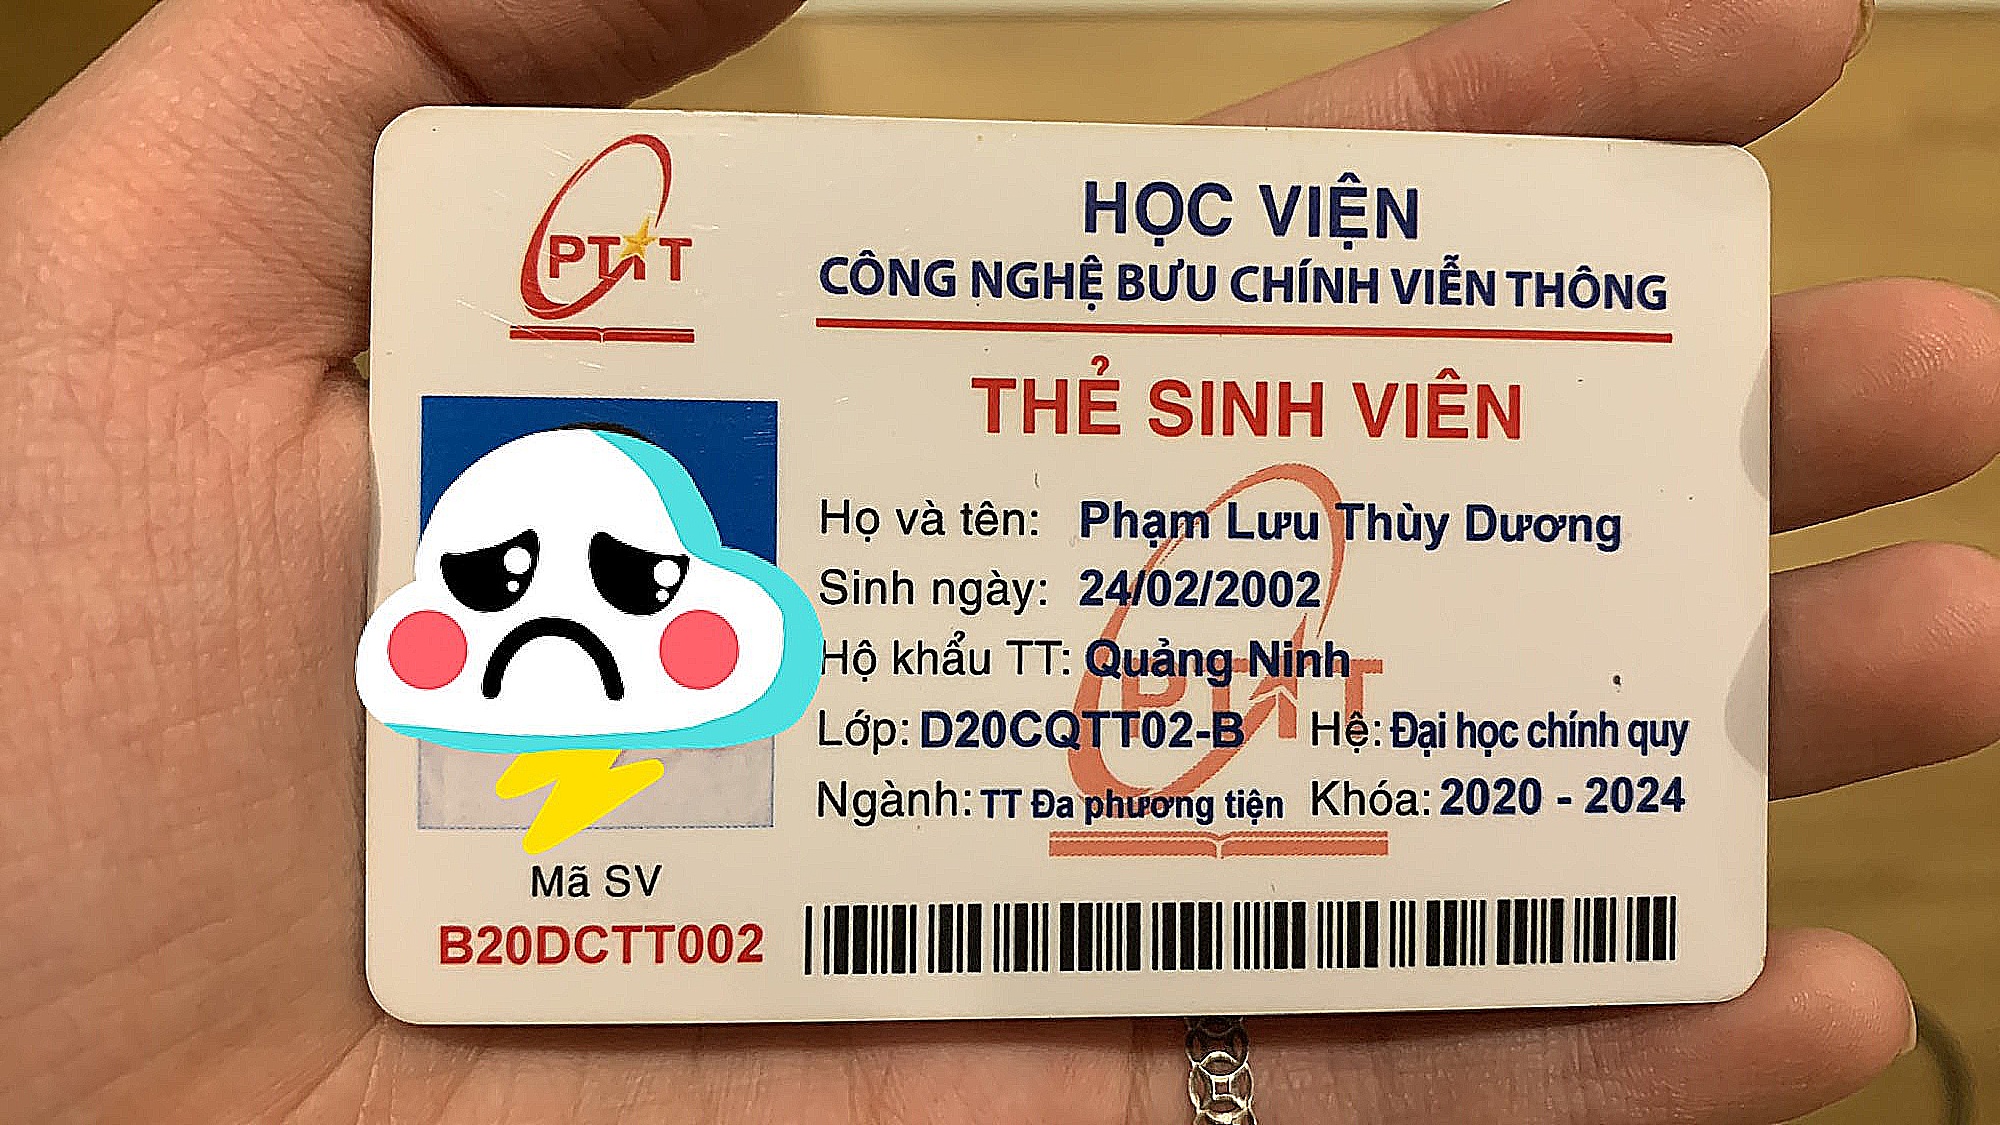 PTIT
HỌC VIỆN
CÔNG NGHỆ BƯU CHÍNH VIỄN THÔNG
THẺ SINH VIÊN
Họ và tên: Phạm Lưu Thùy Dương
Sinh ngày: 24/02/2002
Hộ khẩu TT: Quảng Ninh
Lớp: D20CQTT02-B Hệ: Đại học chính quy
Ngành: TT Đa phương tiện Khóa: 2020 - 2024
PTIT
Mã SV
B20DCTT002